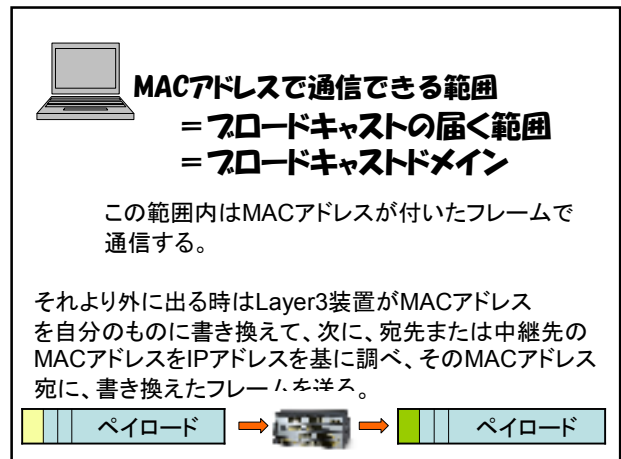 MACアドレスで通信できる範囲
＝ブロードキャストの届く範囲
＝ブロードキャストドメイン
この範囲内はMACアドレスが付いたフレームで
通信する。
それより外に出る時はLayer3装置がMACアドレス
を自分のものに書き換えて、次に、宛先または中継先の
MACアドレスをIPアドレスを基に調べ、そのMACアドレス
宛に、書き換えたフレームを送る。
ペイロード
ペイロード